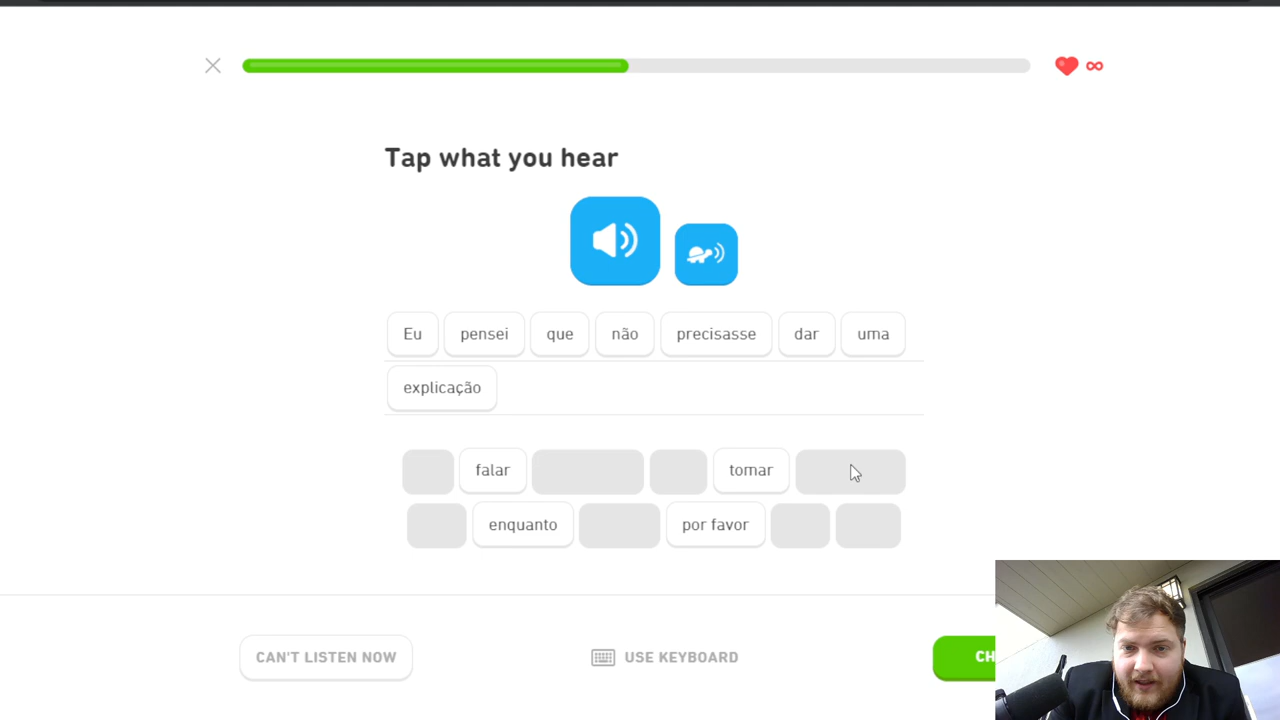 ∞
Tap what you hear
Eu pensei que não precisasse dar uma
explicação
falar tomar
enquanto por favor
CAN'T LISTEN NOW USE KEYBOARD CH